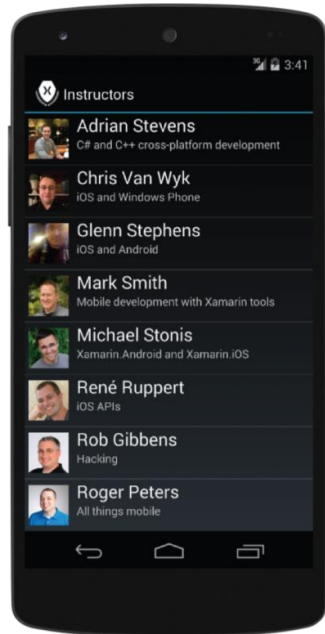 3G 3:41
X Instructors
Adrian Stevens
C# and C++ cross-platform development
Chris Van Wyk
iOS and Windows Phone
Glenn Stephens
iOS and Android
Mark Smith
Mobile development with Xamarin tools
Michael Stonis
Xamarin.Android and Xamarin.iOS
René Ruppert
iOS APIs
Rob Gibbens
Hacking
Roger Peters
All things mobile